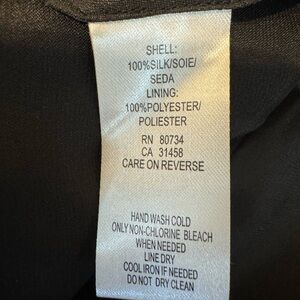 SHELL:
100%SILK/SOIE/
SEDA
LINING:
100%POLYESTER/
POLIESTER
RN 80734
CA 31458
CARE ON REVERSE
HAND WASH COLD
ONLY NON-CHLORINE BLEACH
WHEN NEEDED
LINE DRY
COOL IRON IF NEEDED
DO NOT DRY CLEAN